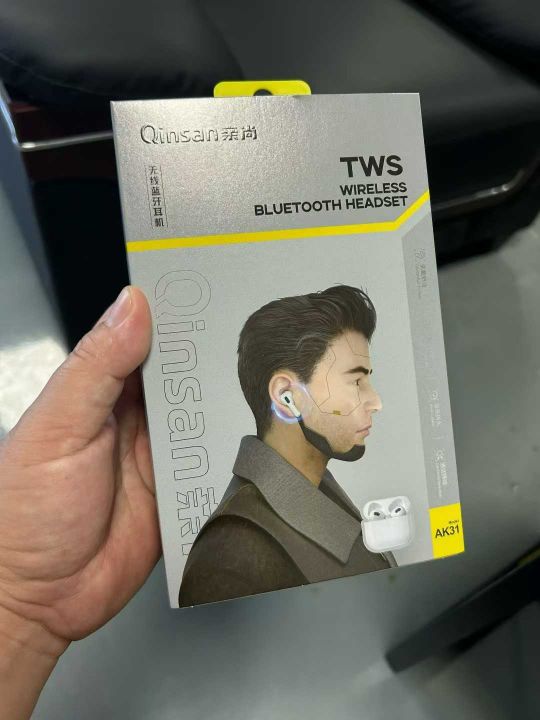 Qinsan亲尚
无线蓝牙耳机
TWS
WIRELESS
BLUETOOTH HEADSET
Qinsan亲
Model
AK31